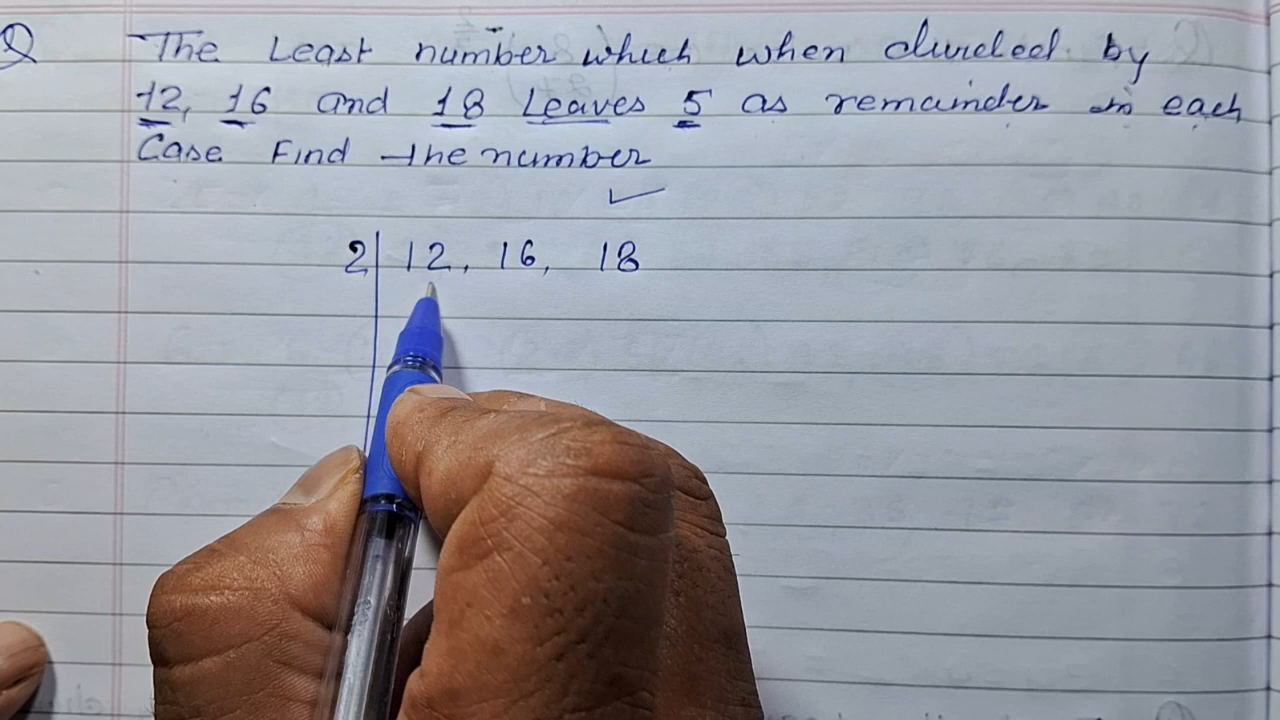 Q The Least number which when divided by
12, 16 and 18 Leaves 5 as remainder in each
Case Find the number
2 12, 16, 18